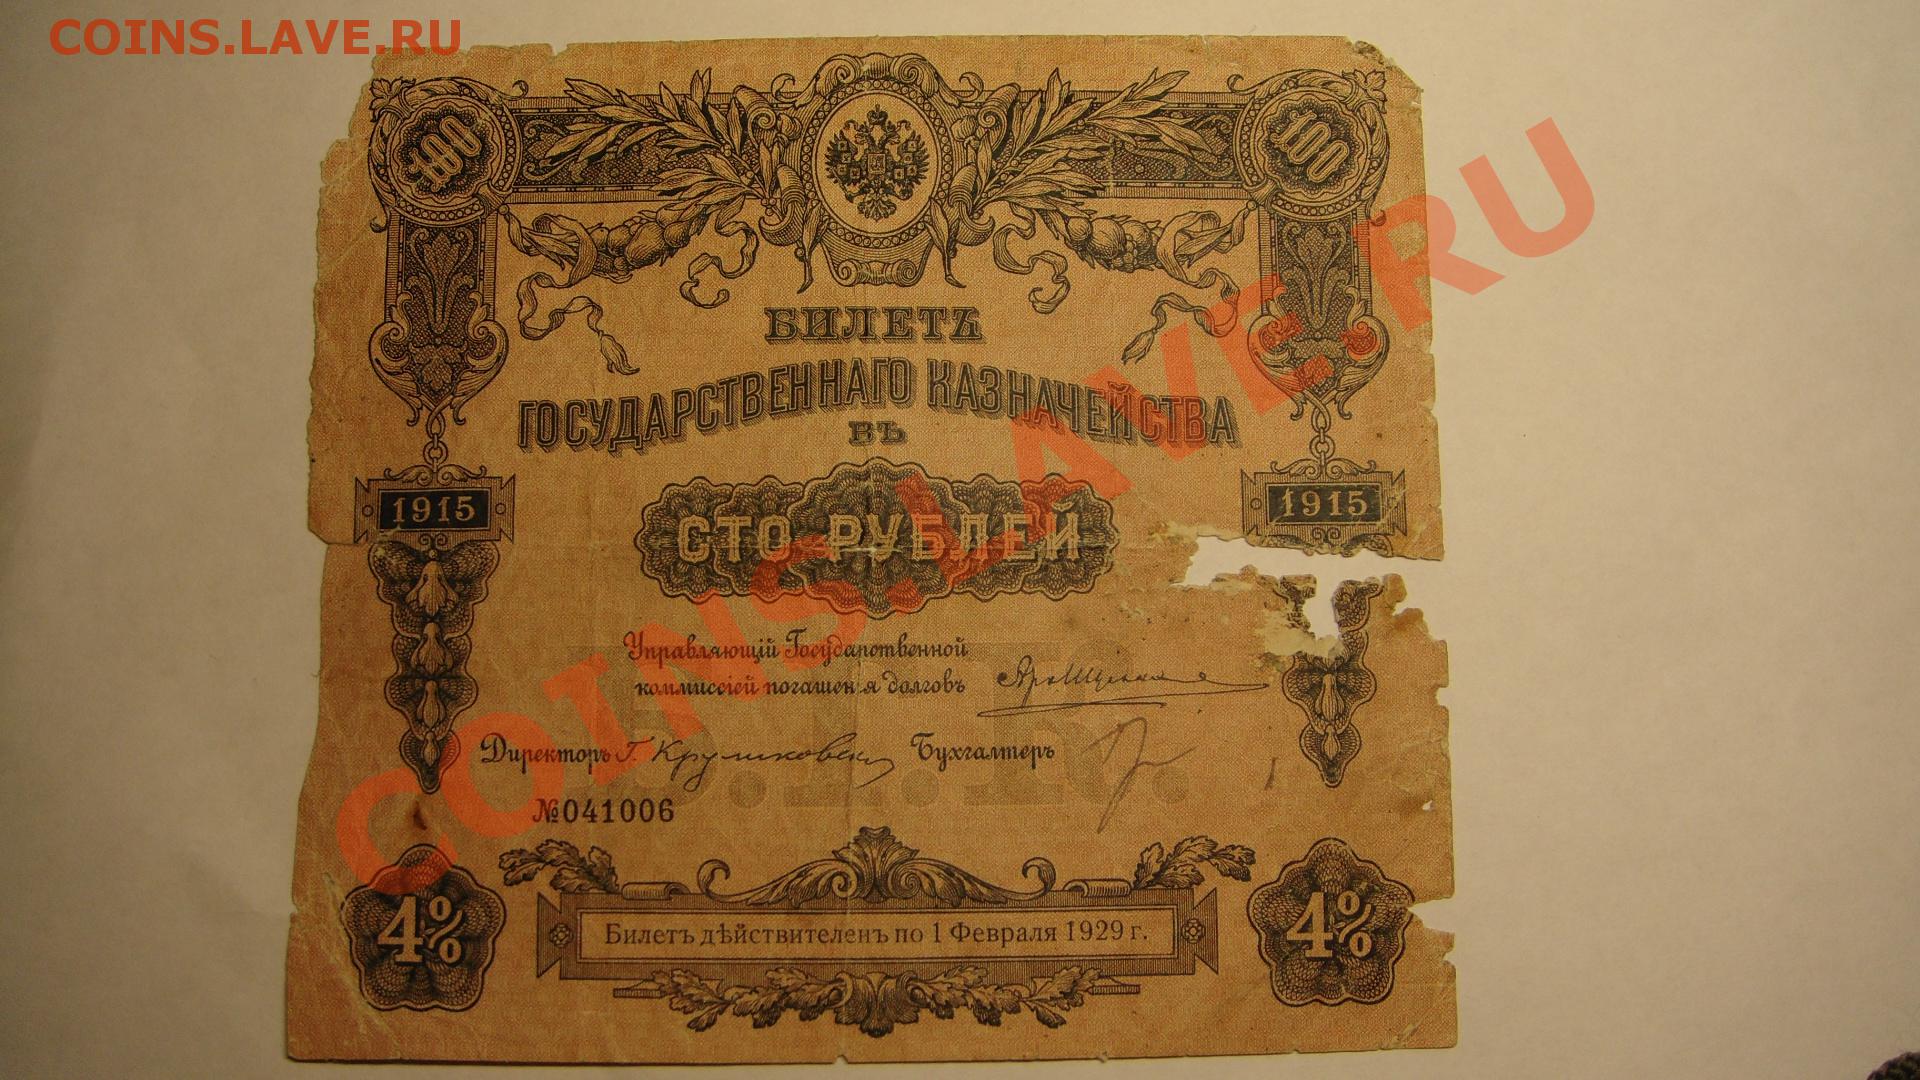 COINS.LAVE.RU
100 100
БИЛЕТЪ
ГОСУДАРСТВЕННАГО КАЗНАЧЕЙСТВА
ВЪ
1915 1915
СТО РУБЛЕЙ
Управляющій Государственной
коммиссіей погашен я долговъ
Директоръ Бухгалтеръ
№041006
4% 4%
Билетъ дѣйствителенъ по 1 Февраля 1929 г.
COINS.LAVE.RU